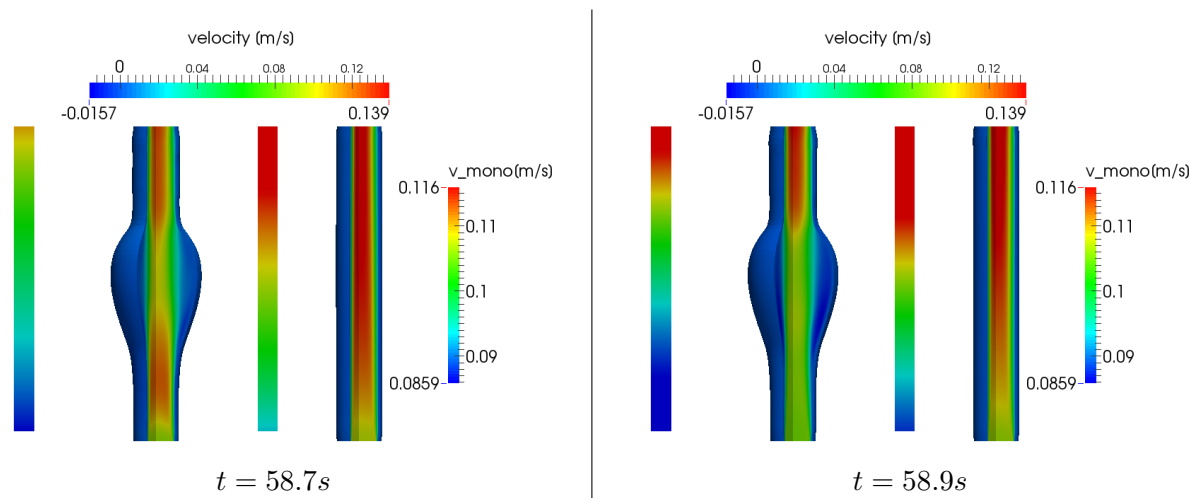 velocity (m/s)
0 0.04 0.08 0.12
-0.0157 0.139
v_mono(m/s)
0.116
0.11
0.1
0.09
0.0859
t = 58.7s
velocity (m/s)
0 0.04 0.08 0.12
-0.0157 0.139
v_mono(m/s)
0.116
0.11
0.1
0.09
0.0859
t = 58.9s